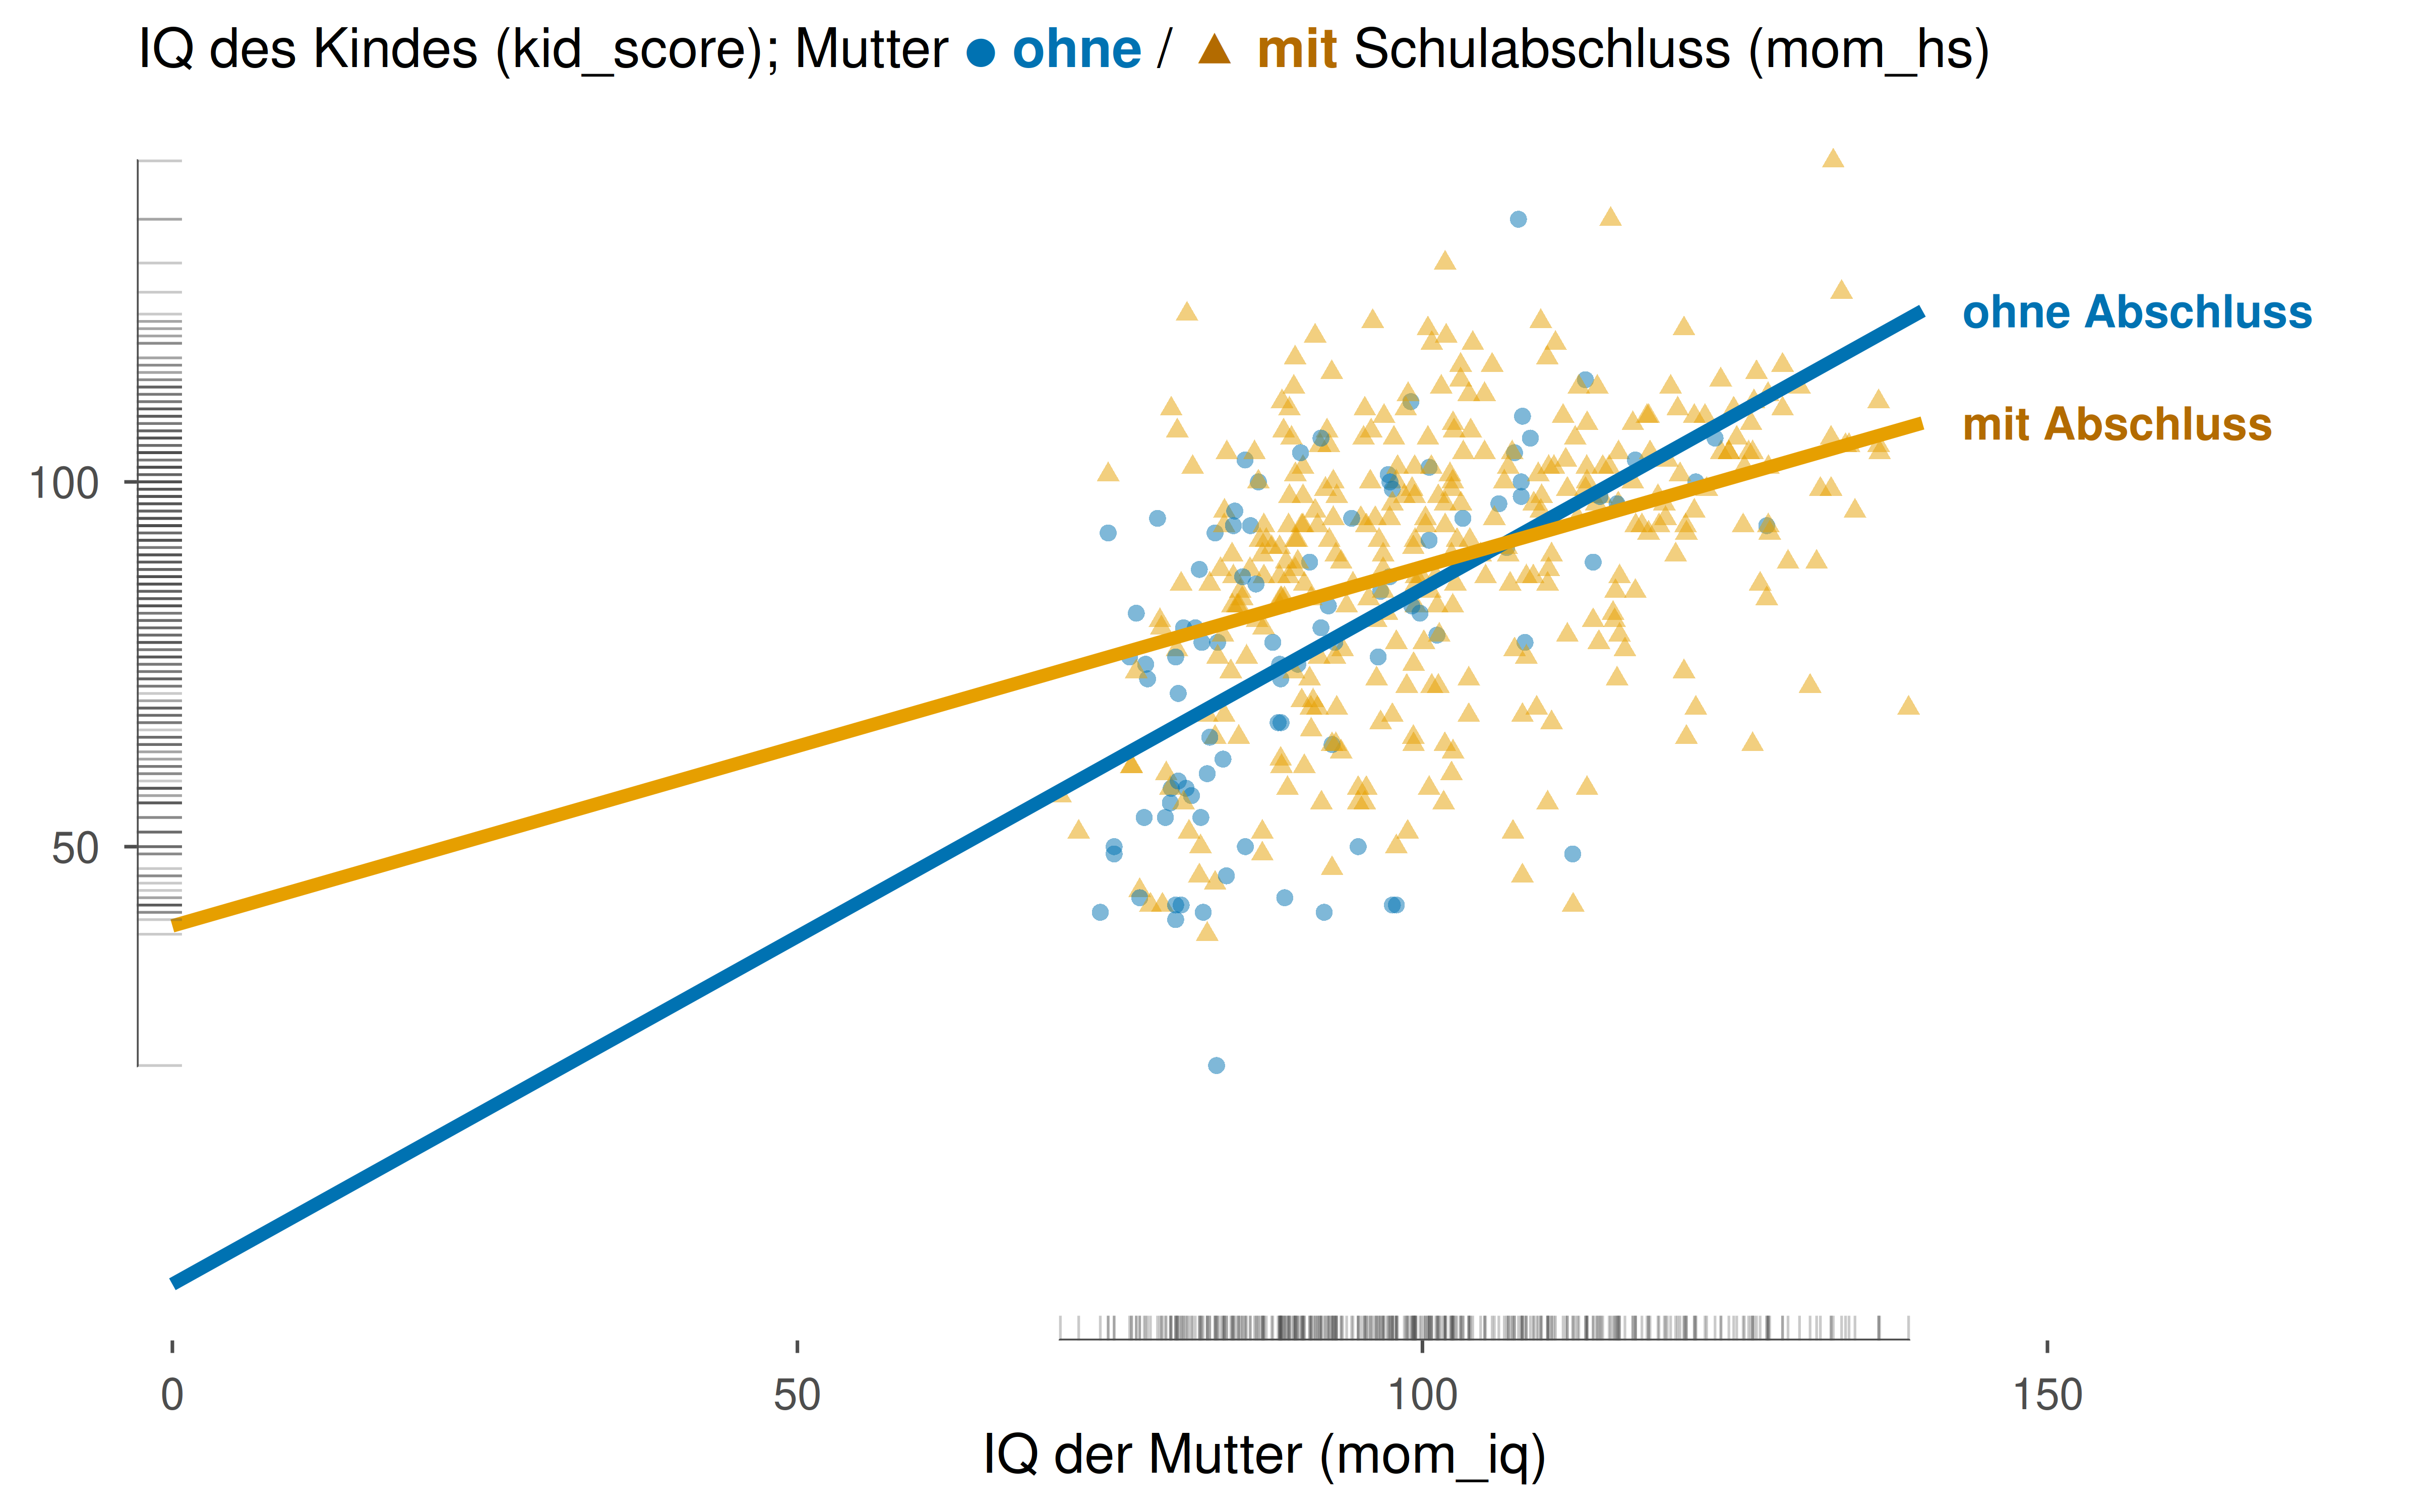 IQ des Kindes (kid_score); Mutter ● ohne / ▲ mit Schulabschluss (mom_hs)
ohne Abschluss
mit Abschluss
100
50
0 50 100 150
IQ der Mutter (mom_iq)